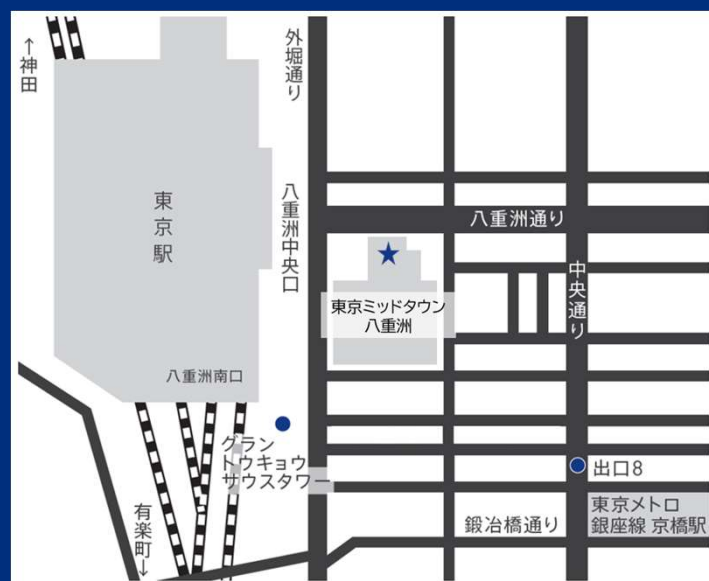 ←神田
外堀通り
東京駅
八重洲中央口
八重洲通り
中央通り
東京ミッドタウン
八重洲
八重洲南口
グラン
トウキョウ
サウスタワー
出口8
有楽町→
鍛冶橋通り
東京メトロ
銀座線 京橋駅